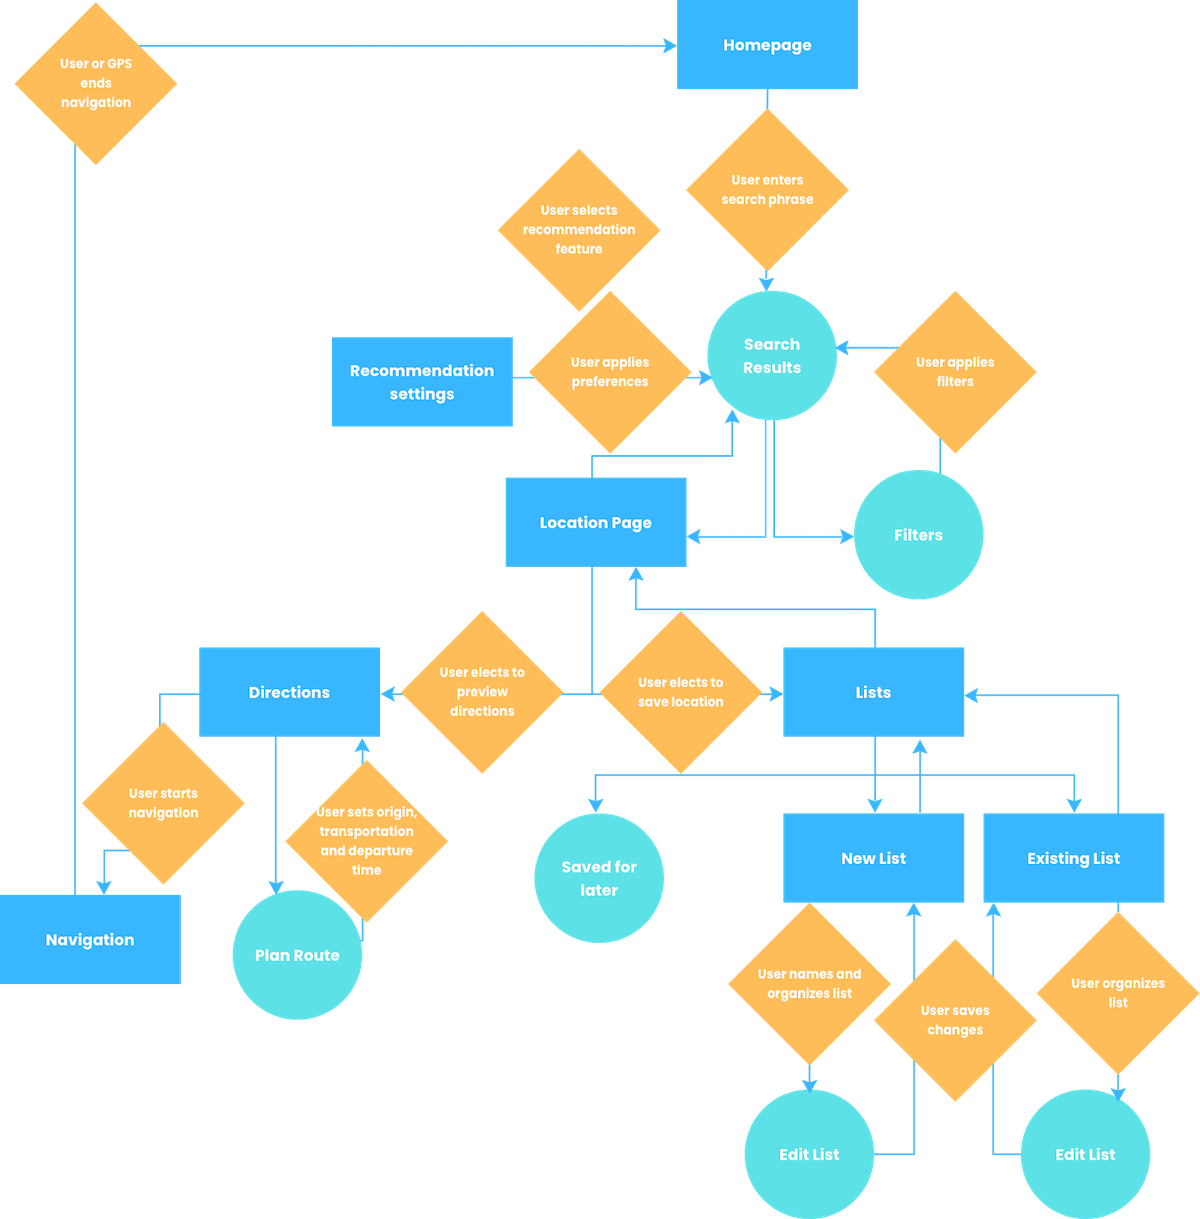 Homepage
User or GPS
ends
navigation
User enters
search phrase
User selects
recommendation
feature
Search
Results
User applies
preferences
User applies
filters
Recommendation
settings
Location Page
Filters
User elects to
preview
directions
User elects to
save location
Directions
Lists
User starts
navigation
User sets origin,
transportation
and departure
time
Saved for
later
New List
Existing List
Navigation
Plan Route
User names and
organizes list
User saves
changes
User organizes
list
Edit List
Edit List